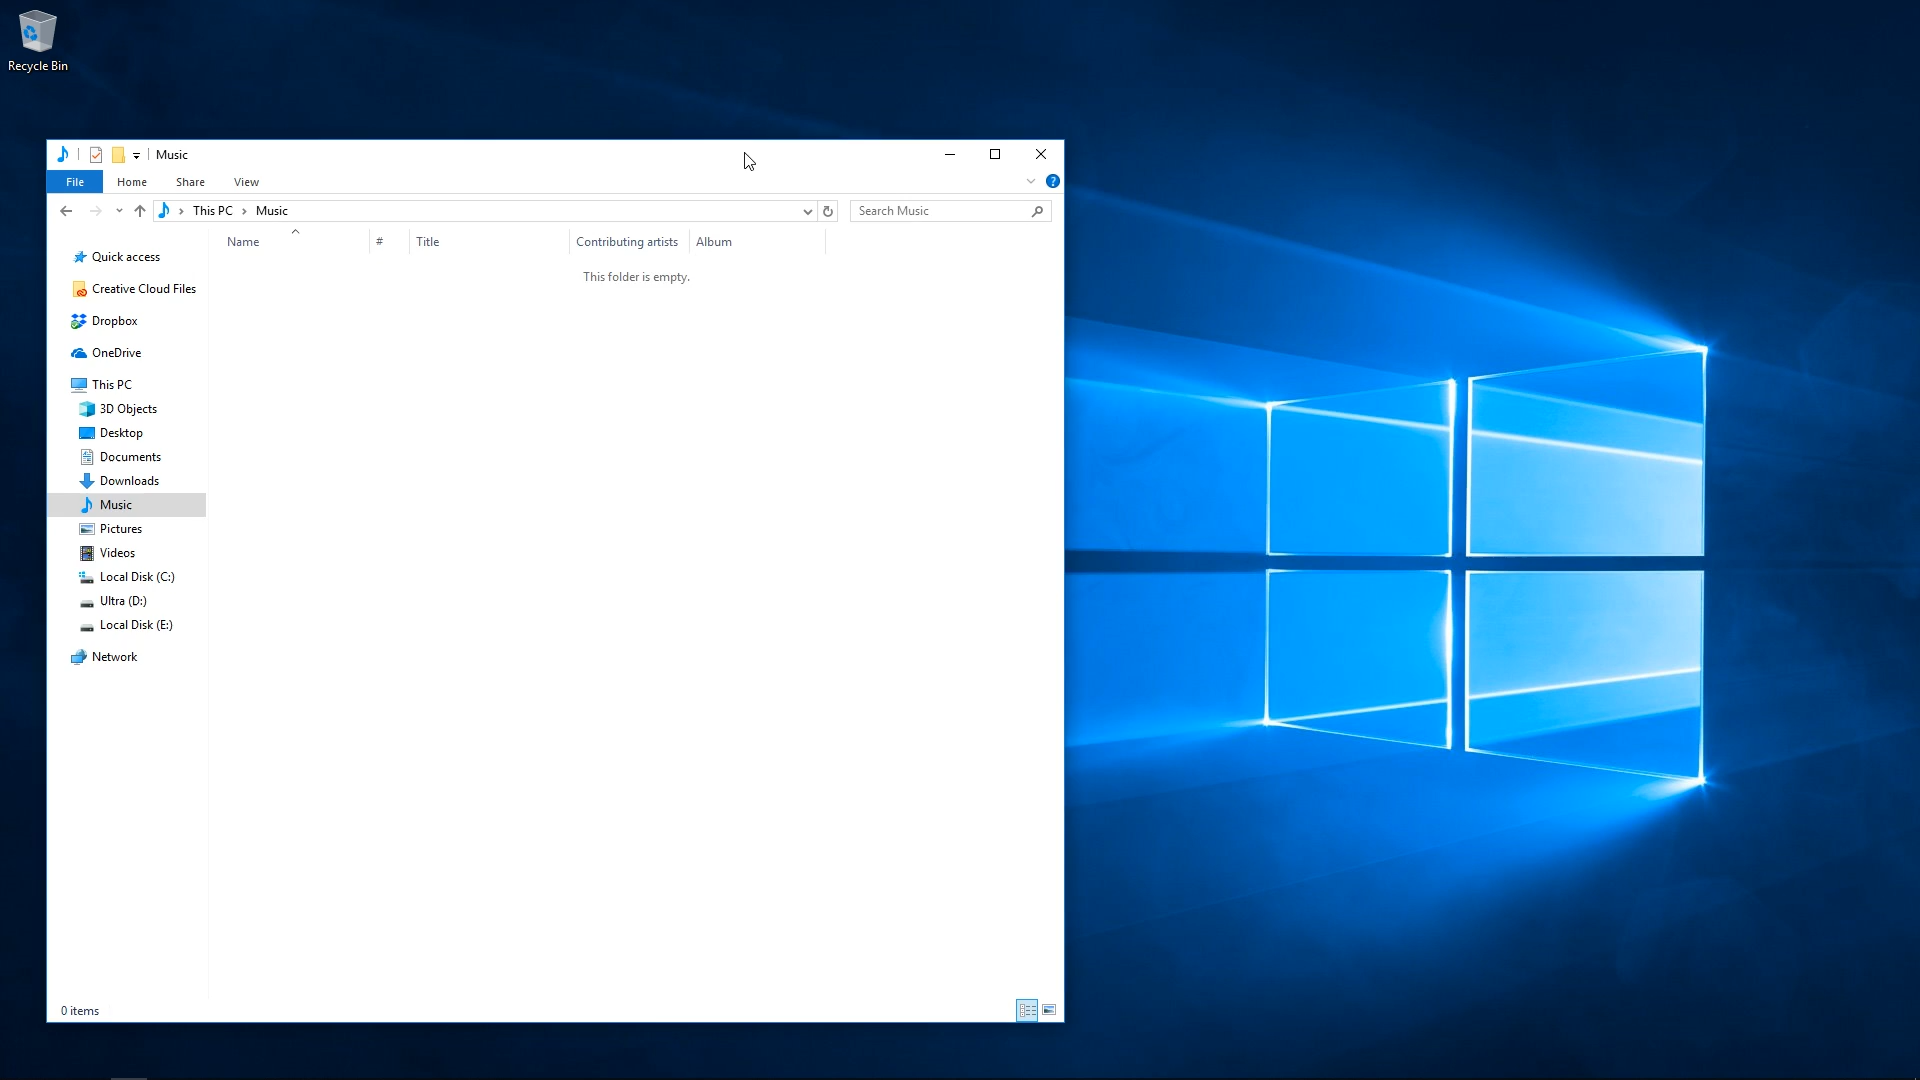 Recycle Bin
Music
File Home Share View
This PC Music Search Music
Name # Title Contributing artists Album
This folder is empty.
Quick access
Creative Cloud Files
Dropbox
OneDrive
This PC
3D Objects
Desktop
Documents
Downloads
Music
Pictures
Videos
Local Disk (C:)
Ultra (D:)
Local Disk (E:)
Network
0 items